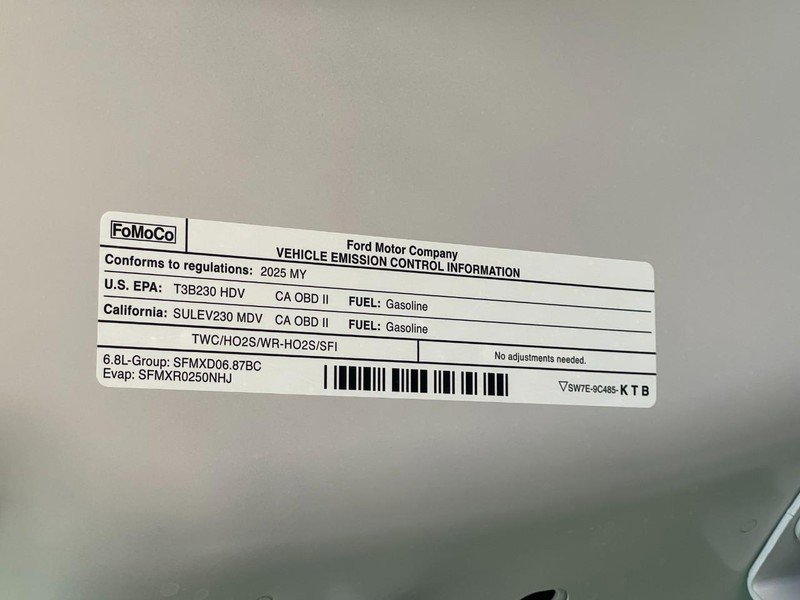 FoMoCo
Ford Motor Company
VEHICLE EMISSION CONTROL INFORMATION
Conforms to regulations: 2025 MY
U.S. EPA: T3B230 HDV CA OBD II FUEL: Gasoline
California: SULEV230 MDV CA OBD II FUEL: Gasoline
TWC/HO2S/WR-HO2S/SFI
No adjustments needed.
6.8L-Group: SFMXD06.87BC
Evap: SFMXR0250NHJ
SW7E-9C485-KTB